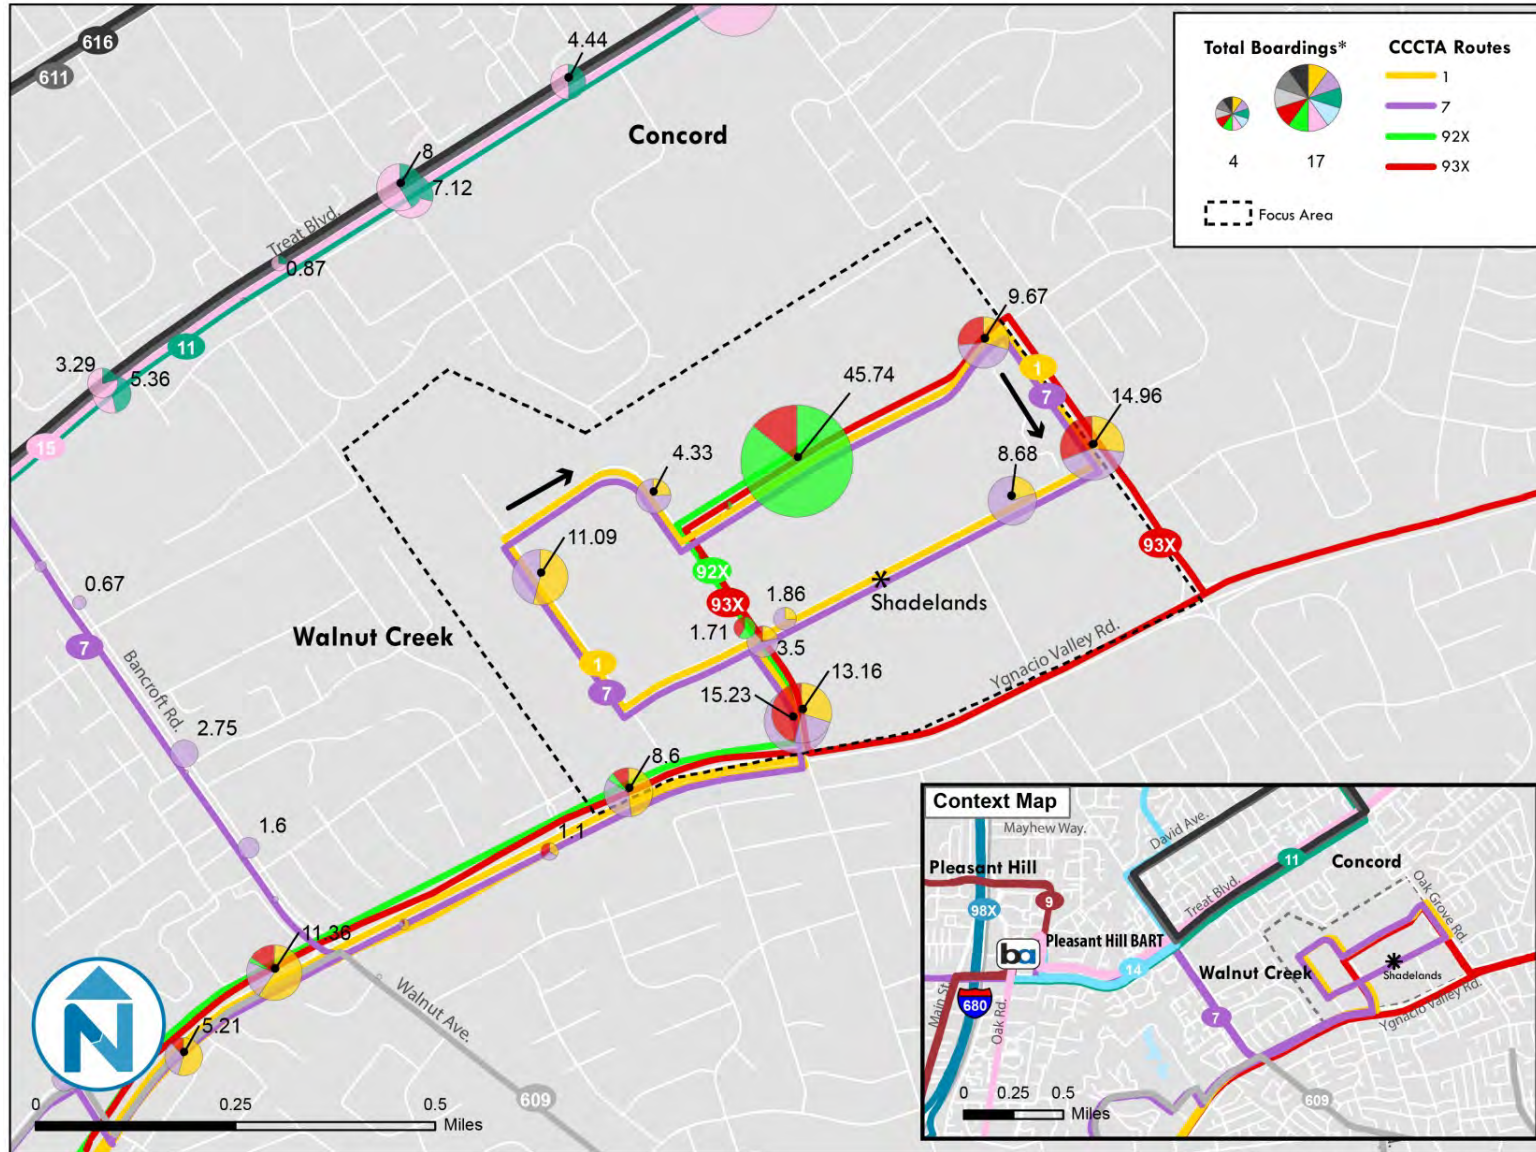 616
611
4.44
Concord
8
7.12
Treat Blvd.
0.87
11
3.29
5.36
15
Total Boardings*
CCCTA Routes
1
7
92X
93X
4
17
Focus Area
9.67
1
7
45.74
14.96
4.33
8.68
11.09
92X
93X
93X
0.67
7
Walnut Creek
1.86
Shadelands
1.71
3.5
1
7
Bancroft Rd.
15.23
13.16
Ygnacio Valley Rd.
2.75
8.6
1.6
1.1
11.36
Walnut Ave.
5.21
609
N
0
0.25
0.5
Miles
Context Map
Mayhew Way.
David Ave.
Pleasant Hill
11
Concord
Treat Blvd.
9
98X
Oak Grove Rd.
Pleasant Hill BART
ba
14
Walnut Creek
Shadelands
Main St.
680
Oak Rd.
7
Ygnacio Valley Rd.
0
0.25
0.5
Miles
609